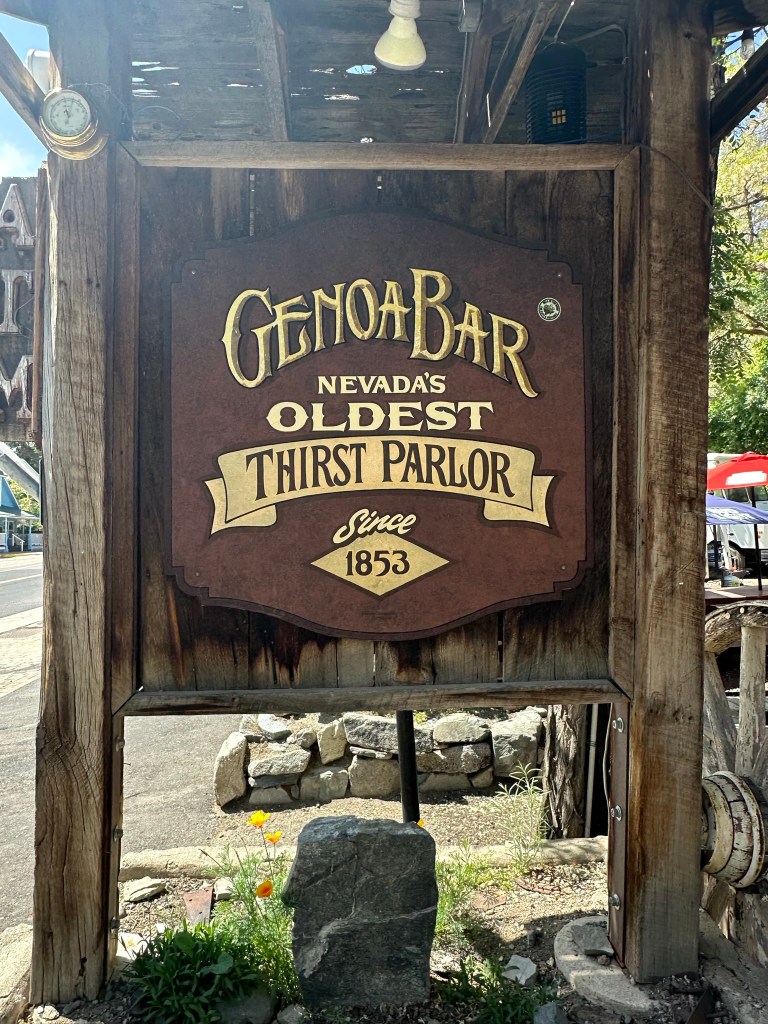 GENOA BAR
NEVADA'S
OLDEST
THIRST PARLOR
Since
1853